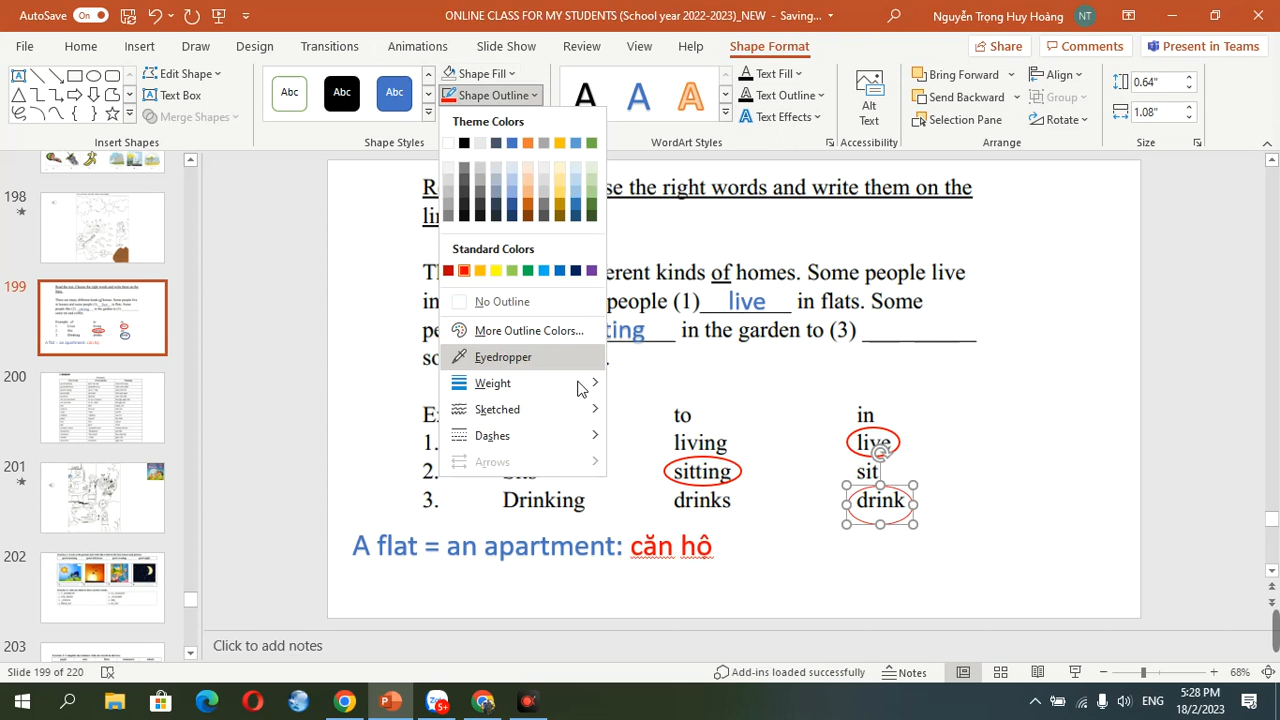 AutoSave On ONLINE CLASS FOR MY STUDENTS (School year 2022-2023)_NEW - Saving... Nguyễn Trọng Huy Hoàng NT
File Home Insert Draw Design Transitions Animations Slide Show Review View Help Shape Format Share Comments Present in Teams
Edit Shape
Text Box
Merge Shapes
Insert Shapes
Abc Abc Abc
Shape Fill
Shape Outline
Shape Styles
A A A
Text Fill
Text Outline
Text Effects
WordArt Styles
Alt
Text
Accessibility
Bring Forward
Send Backward
Selection Pane
Align
Group
Rotate
Arrange
0.64"
1.08"
Size
Theme Colors
Standard Colors
No Outline
More Outline Colors...
Eyedropper
Weight
Sketched
Dashes
Arrows
198
199
200
201
202
203
se the right words and write them on the
erent kinds of homes. Some people live
in people (1) live in flats. Some
ting in the garden to (3)
to in
1. living live
2. sitting sit
3. Drinking drinks drink
A flat = an apartment: căn hộ
Click to add notes
Slide 199 of 220 Add-ins loaded successfully Notes 68%
5+ ENG 5:28 PM
18/2/2023